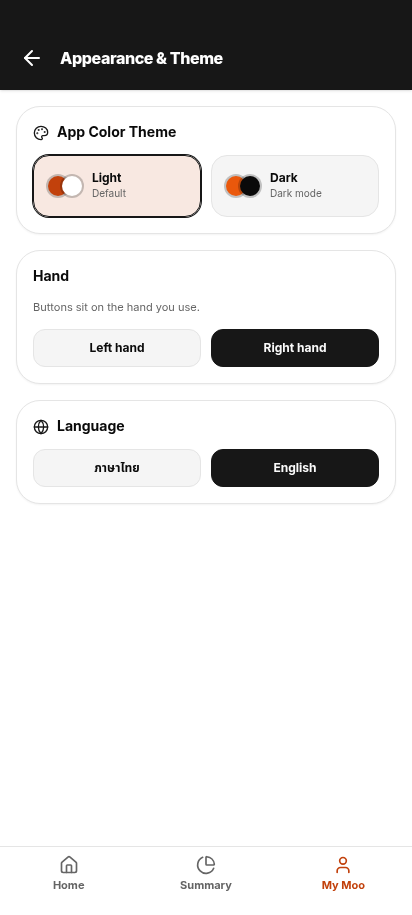 Appearance & Theme
App Color Theme
Light
Default
Dark
Dark mode
Hand
Buttons sit on the hand you use.
Left hand
Right hand
Language
ภาษาไทย
English
Home
Summary
My Moo